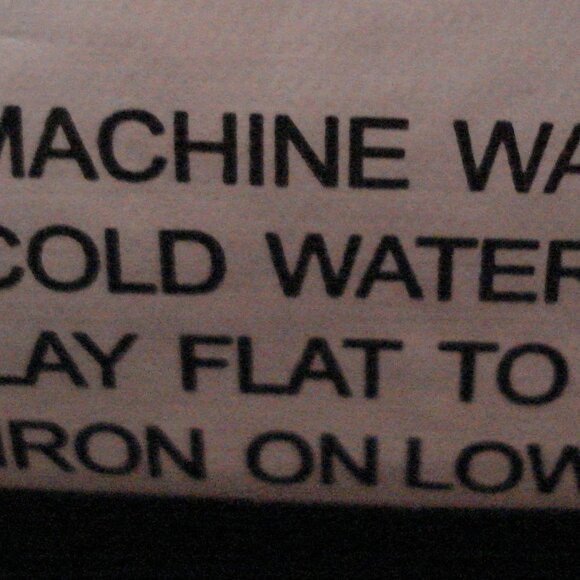 MACHINE WA
COLD WATER
LAY FLAT TO
IRON ON LOW